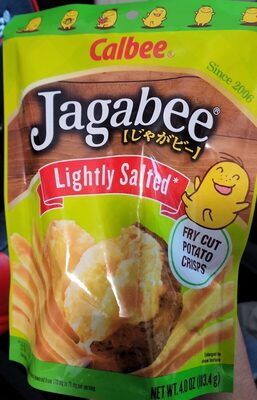 Calbee®
Since 2006
Jagabee®
【じゃがビー】
Lightly Salted*
FRY CUT
POTATO
CRISPS
NET WT. 4.0 OZ (113.4g)